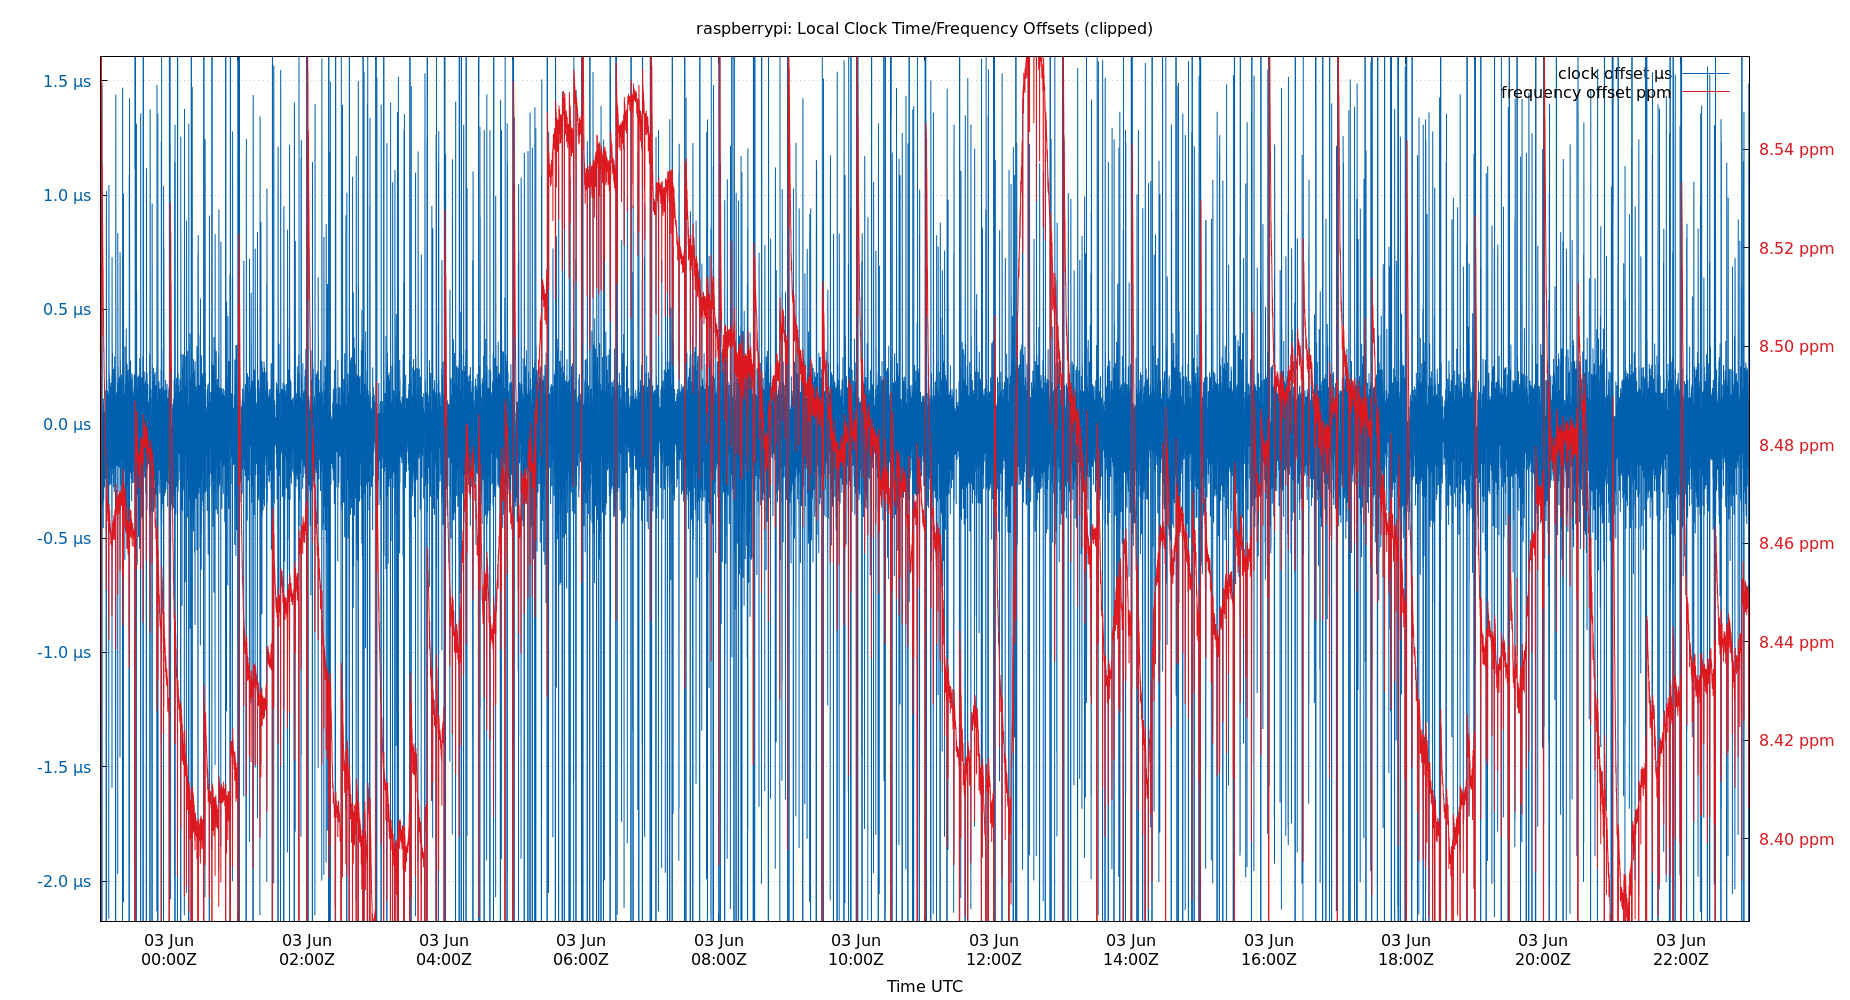 raspberrypi: Local Clock Time/Frequency Offsets (clipped)
clock offset µs
frequency offset ppm
1.5 µs
1.0 µs
0.5 µs
0.0 µs
-0.5 µs
-1.0 µs
-1.5 µs
-2.0 µs
8.54 ppm
8.52 ppm
8.50 ppm
8.48 ppm
8.46 ppm
8.44 ppm
8.42 ppm
8.40 ppm
03 Jun 03 Jun 03 Jun 03 Jun 03 Jun 03 Jun 03 Jun 03 Jun 03 Jun 03 Jun 03 Jun 03 Jun
00:00Z 02:00Z 04:00Z 06:00Z 08:00Z 10:00Z 12:00Z 14:00Z 16:00Z 18:00Z 20:00Z 22:00Z
Time UTC